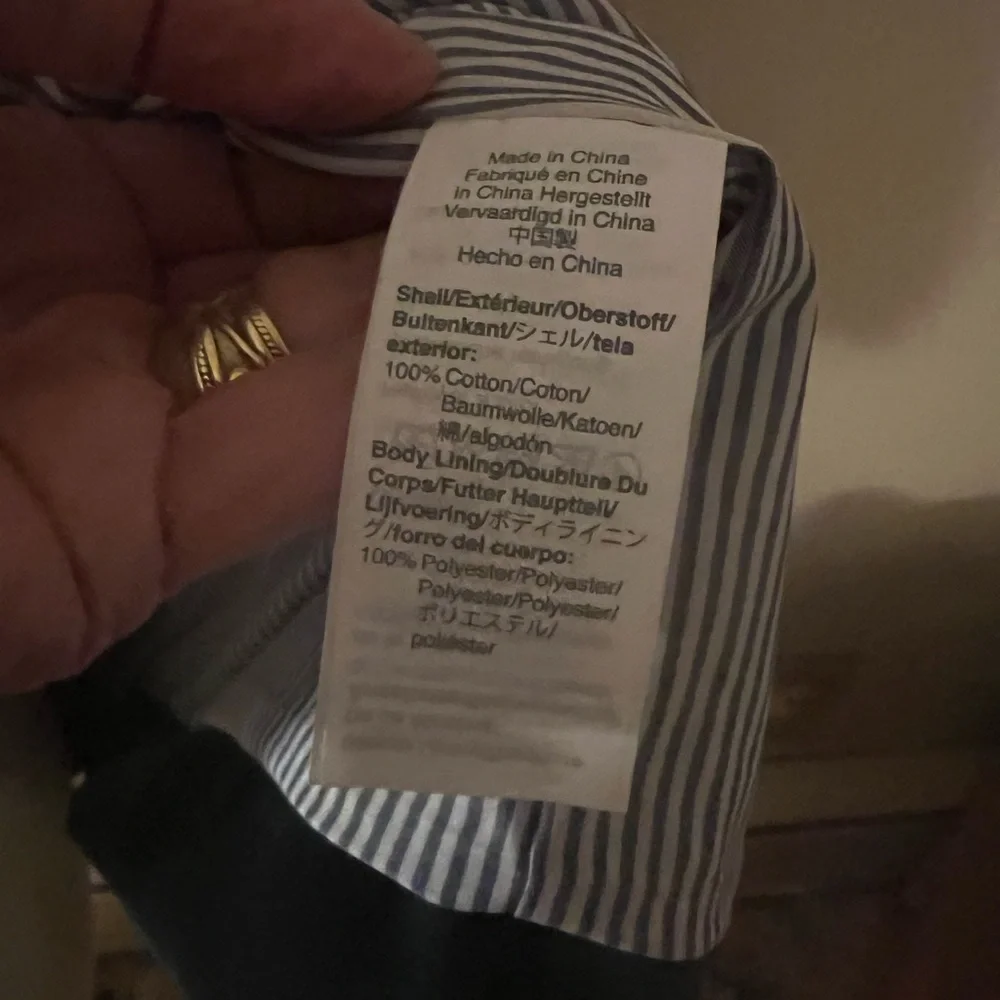 Made in China
Fabriqué en Chine
in China Hergestellt
Vervaardigd in China
中国製
Hecho en China
Shell/Extérieur/Oberstoff/
Buitenkant/シェル/tela
exterior:
100% Cotton/Coton/
Baumwolle/Katoen/
綿/algodón
Body Lining/Doublure Du
Corps/Futter Hauptteil/
Lijfvoering/ボディライニン
グ/forro del cuerpo:
100% Polyester/Polyester/
Polyester/Polyester/
ポリエステル/
poliéster